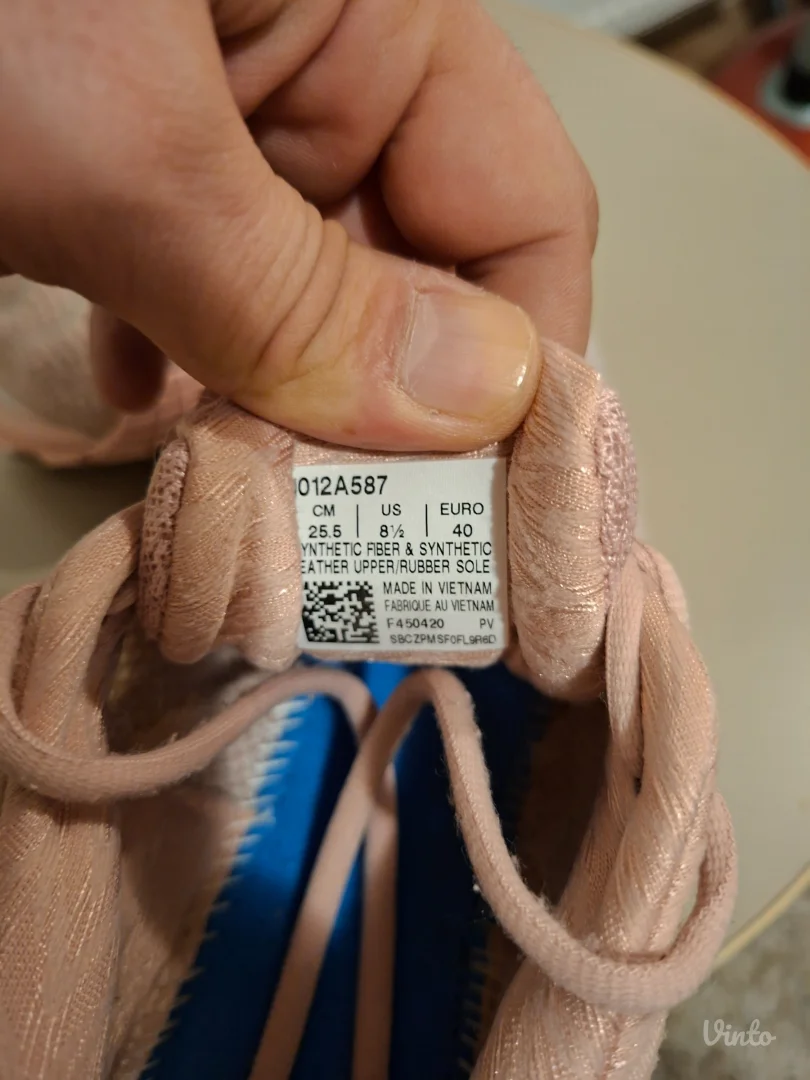 1012A587
CM US EURO
25.5 8½ 40
YNTHETIC FIBER & SYNTHETIC
EATHER UPPER/RUBBER SOLE
MADE IN VIETNAM
FABRIQUE AU VIETNAM
F450420 PV
SBCZPMSF0FL9R6D
Vinto